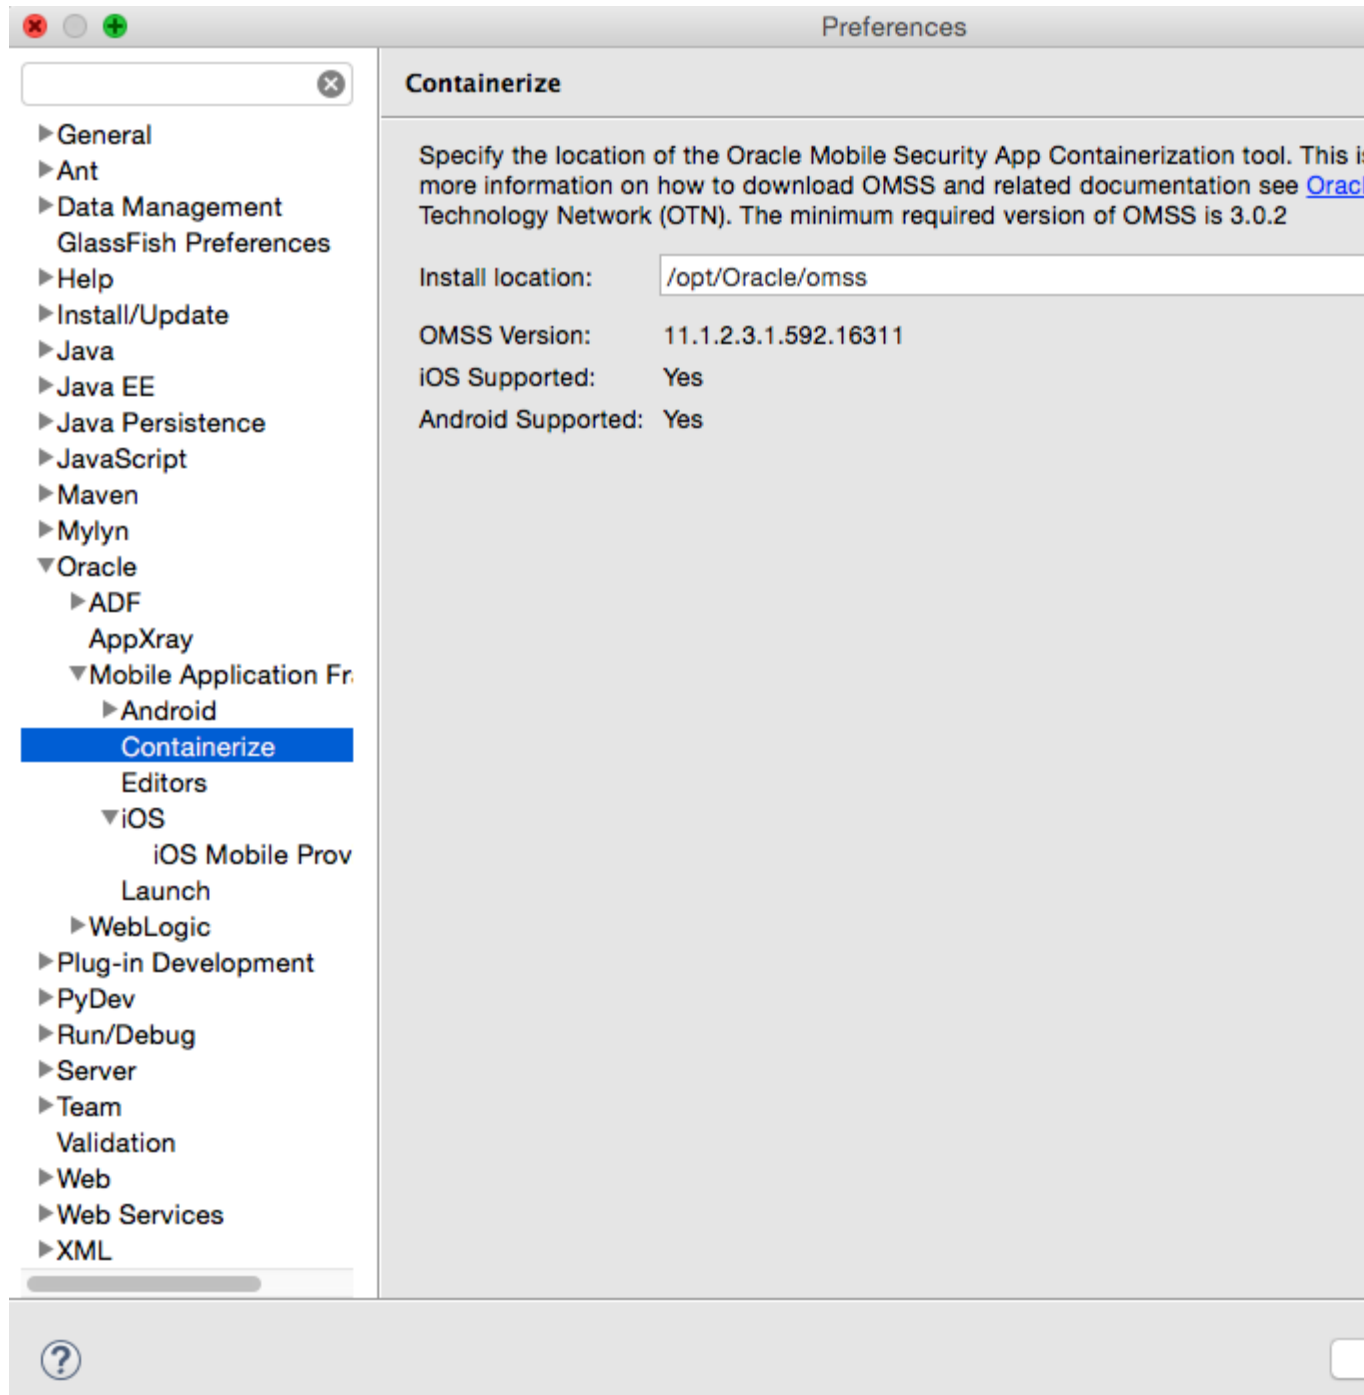 Preferences
General
Ant
Data Management
GlassFish Preferences
Help
Install/Update
Java
Java EE
Java Persistence
JavaScript
Maven
Mylyn
Oracle
ADF
AppXray
Mobile Application
Android
Containerize
Editors
iOS
iOS Mobile Prov
Launch
WebLogic
Plug-in Development
PyDev
Run/Debug
Server
Team
Validation
Web
Web Services
XML
Containerize
Specify the location of the Oracle Mobile Security App Containerization tool. This
more information on how to download OMSS and related documentation see
Technology Network (OTN). The minimum required version of OMSS is 3.0.2
Install location: /opt/Oracle/omss
OMSS Version: 11.1.2.3.1.592.16311
iOS Supported: Yes
Android Supported: Yes